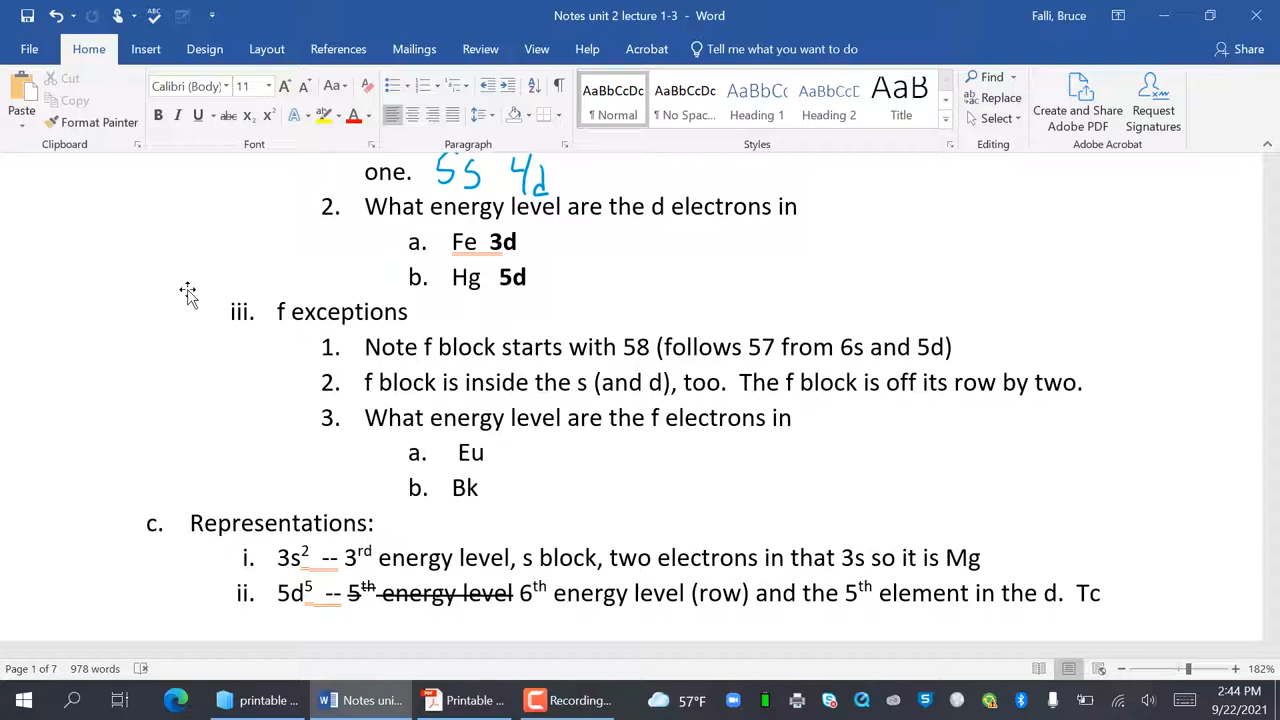 Notes unit 2 lecture 1-3 - Word
Falli, Bruce
File Home Insert Design Layout References Mailings Review View Help Acrobat Tell me what you want to do Share
Cut
Copy
Format Painter
Paste
Clipboard
Calibri (Body) 11
Font
Paragraph
AaBbCcDc AaBbCcDc AaBbCc AaBbCcD AaB
¶ Normal ¶ No Spac... Heading 1 Heading 2 Title
Styles
Find
Replace
Select
Editing
Create and Share Adobe PDF
Request Signatures
Adobe Acrobat
one. 5s 4d
2. What energy level are the d electrons in
a. Fe 3d
b. Hg 5d
iii. f exceptions
1. Note f block starts with 58 (follows 57 from 6s and 5d)
2. f block is inside the s (and d), too. The f block is off its row by two.
3. What energy level are the f electrons in
a. Eu
b. Bk
c. Representations:
i. 3s² -- 3rd energy level, s block, two electrons in that 3s so it is Mg
ii. 5d⁵ -- 5th energy level 6th energy level (row) and the 5th element in the d. Tc
Page 1 of 7 978 words 182%
printable ... Notes uni... Printable ... Recording... 57°F 2:44 PM
9/22/2021